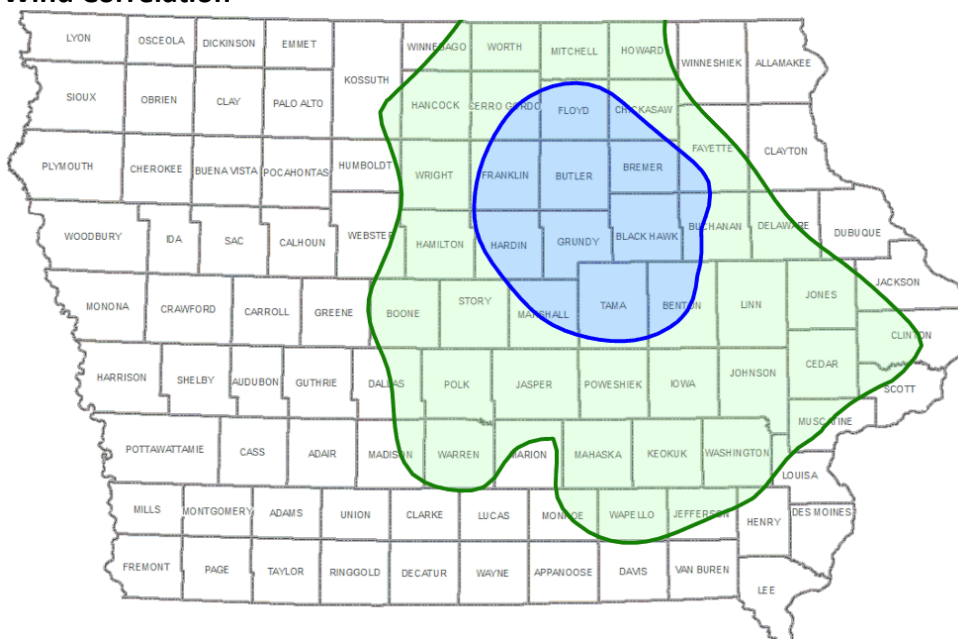 Wind Correlation
LYON OSCEOLA DICKINSON EMMET WINNEBAGO WORTH MITCHELL HOWARD WINNESHIEK ALLAMAKEE
KOSSUTH
SIOUX OBRIEN CLAY PALO ALTO HANCOCK CERRO GORDO FLOYD CHICKASAW
PLYMOUTH CHEROKEE BUENA VISTA POCAHONTAS HUMBOLDT WRIGHT FRANKLIN BUTLER BREMER FAYETTE CLAYTON
WOODBURY IDA SAC CALHOUN WEBSTER HAMILTON HARDIN GRUNDY BLACK HAWK BUCHANAN DELAWARE DUBUQUE
MONONA CRAWFORD CARROLL GREENE BOONE STORY MARSHALL TAMA BENTON LINN JONES JACKSON
CLINTON
HARRISON SHELBY AUDUBON GUTHRIE DALLAS POLK JASPER POWESHIEK IOWA JOHNSON CEDAR SCOTT
MUSCATINE
POTTAWATTAMIE CASS ADAIR MADISON WARREN MARION MAHASKA KEOKUK WASHINGTON LOUISA
MILLS MONTGOMERY ADAMS UNION CLARKE LUCAS MONROE WAPELLO JEFFERSON HENRY DES MOINES
FREMONT PAGE TAYLOR RINGGOLD DECATUR WAYNE APPANOOSE DAVIS VAN BUREN LEE